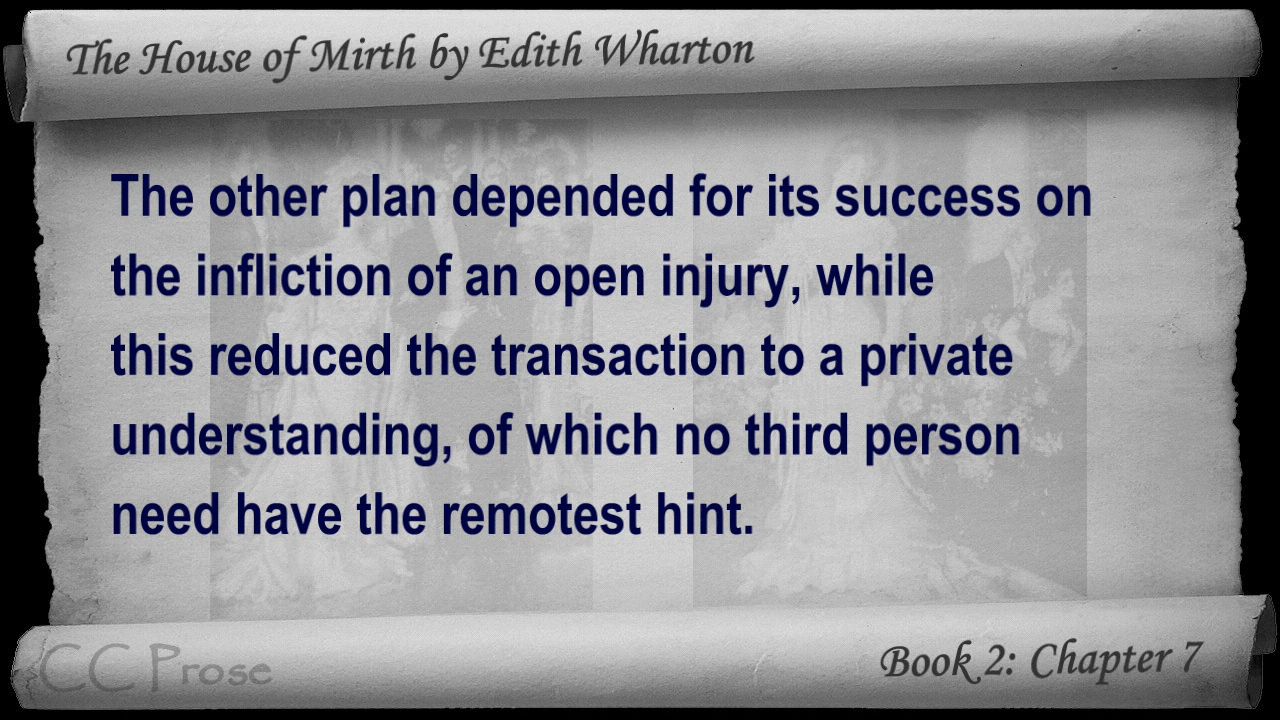 The House of Mirth by Edith Wharton
The other plan depended for its success on
the infliction of an open injury, while
this reduced the transaction to a private
understanding, of which no third person
need have the remotest hint.
CC Prose
Book 2: Chapter 7